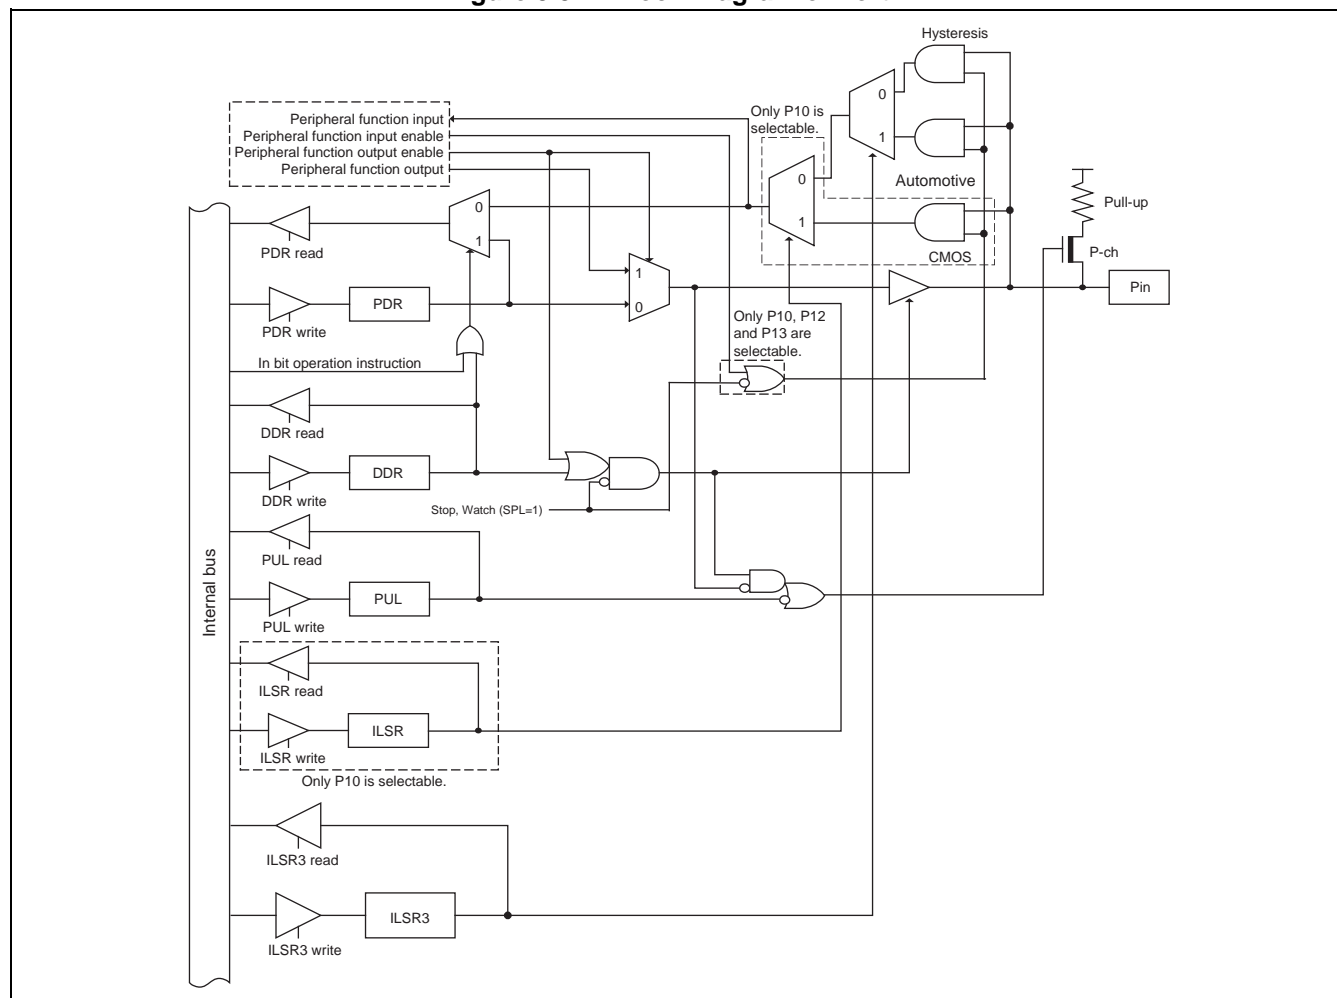 Hysteresis
0
1
Only P10 is
selectable.
Peripheral function input
Peripheral function input enable
Peripheral function output enable
Peripheral function output
0
1
Automotive
CMOS
Pull-up
P-ch
Pin
0
1
PDR read
1
0
PDR
PDR write
Only P10, P12
and P13 are
selectable.
In bit operation instruction
DDR read
DDR
DDR write
Stop, Watch (SPL=1)
PUL read
Internal bus
PUL
PUL write
ILSR read
ILSR
ILSR write
Only P10 is selectable.
ILSR3 read
ILSR3
ILSR3 write